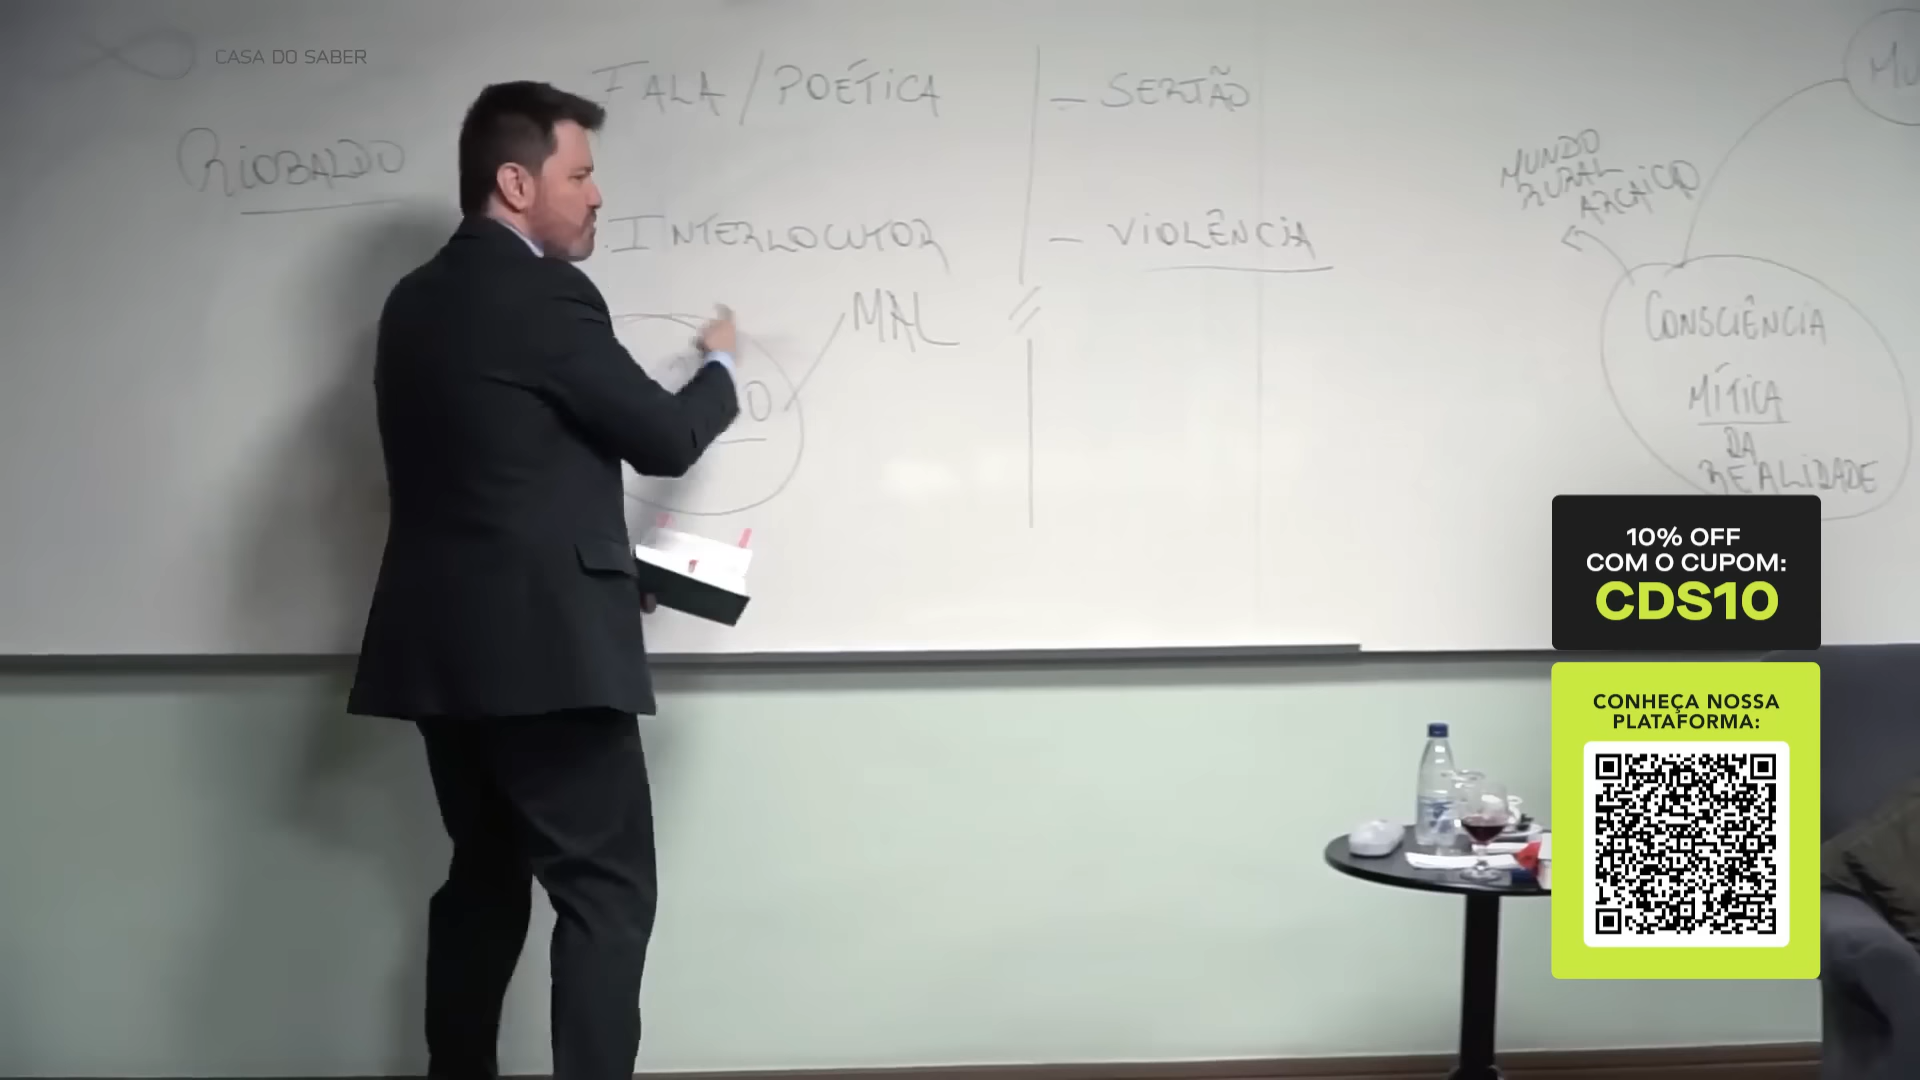 CASA DO SABER
FALA / POÉTICA
RIOBALDO
INTERLOCUTOR
MAL
- SERTÃO
- VIOLÊNCIA
MUNDO
RURAL
ARCAICO
CONSCIÊNCIA
MÍTICA
DA
REALIDADE
10% OFF
COM O CUPOM:
CDS10
CONHEÇA NOSSA
PLATAFORMA: